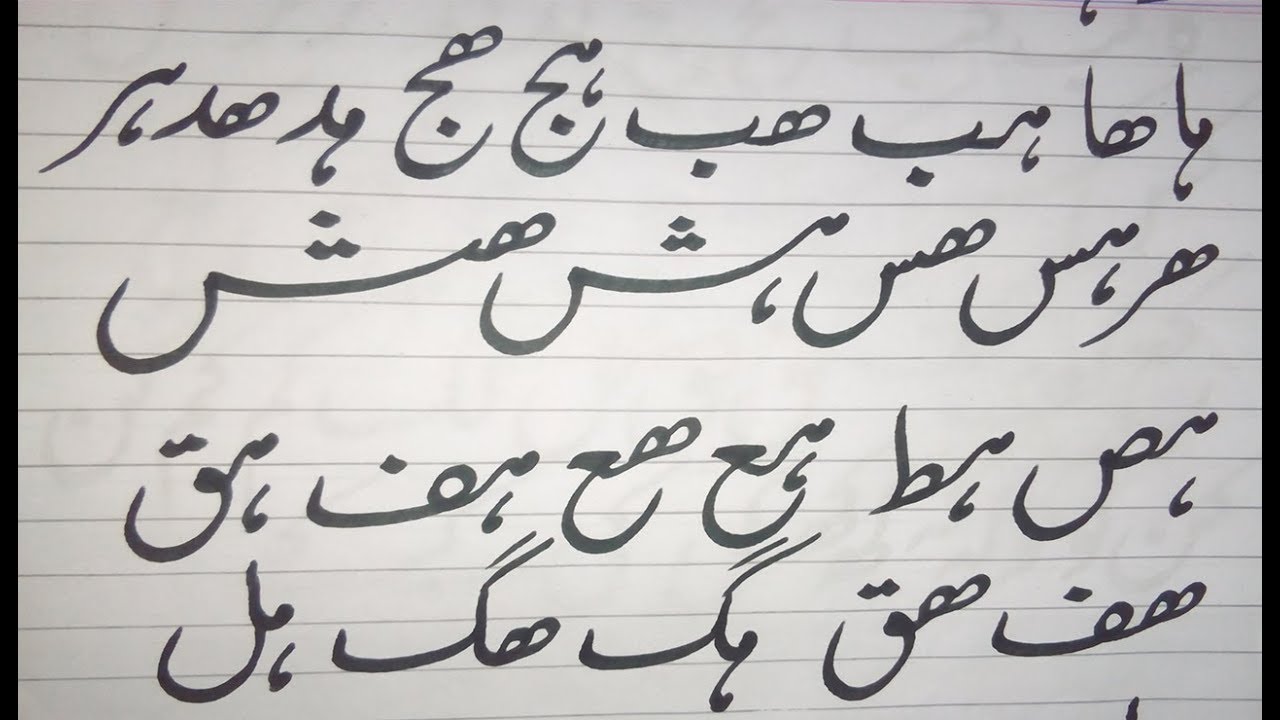 ہا ھا ہب ھب ہج ھج ہد ھد ہر
ھر ہس ھس ہش ھش
ہص ہط ہع ھع ہف ہق
ھف ھق ہگ ھگ ہل